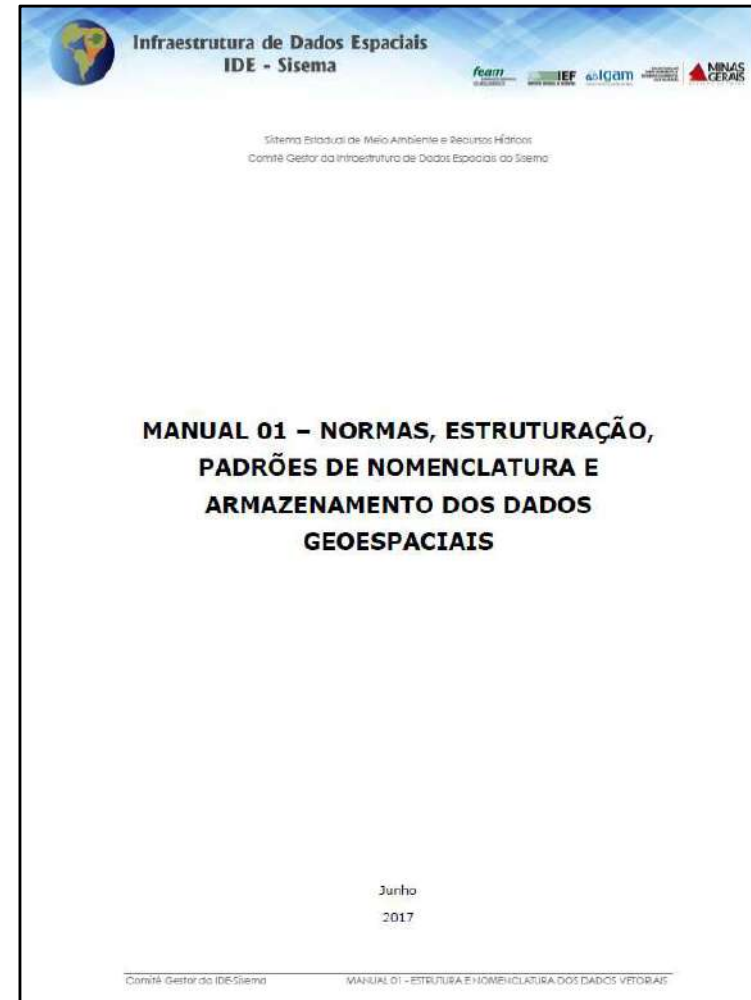 Infraestrutura de Dados Espaciais
IDE - Sisema
feam
IEF
igam
MINAS
GERAIS
Sistema Estadual de Meio Ambiente e Recursos Hídricos
Comitê Gestor da Infraestrutura de Dados Espaciais do Sisema
MANUAL 01 – NORMAS, ESTRUTURAÇÃO,
PADRÕES DE NOMENCLATURA E
ARMAZENAMENTO DOS DADOS
GEOESPACIAIS
Junho
2017
Comitê Gestor da IDE-Sisema MANUAL 01 - ESTRUTURA E NOMENCLATURA DOS DADOS VETORIAIS